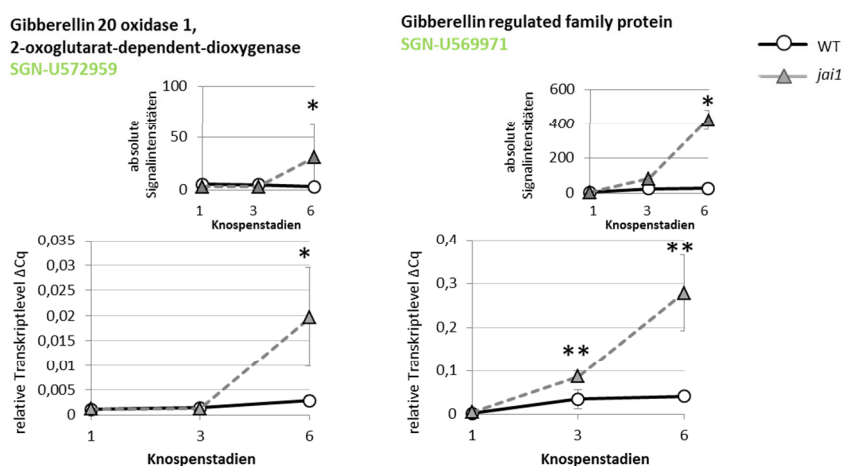 Gibberellin 20 oxidase 1,
2-oxoglutarat-dependent-dioxygenase
SGN-U572959
absolute
Signalintensitäten
100
50
0
*
1 3 6
Knospenstadien
relative Transkriptlevel ΔCq
0,035
0,03
0,025
0,02
0,015
0,01
0,005
0
*
1 3 6
Knospenstadien
Gibberellin regulated family protein
SGN-U569971
absolute
Signalintensitäten
600
400
200
0
*
1 3 6
Knospenstadien
relative Transkriptlevel ΔCq
0,4
0,3
0,2
0,1
0
**
**
1 3 6
Knospenstadien
WT
jai1